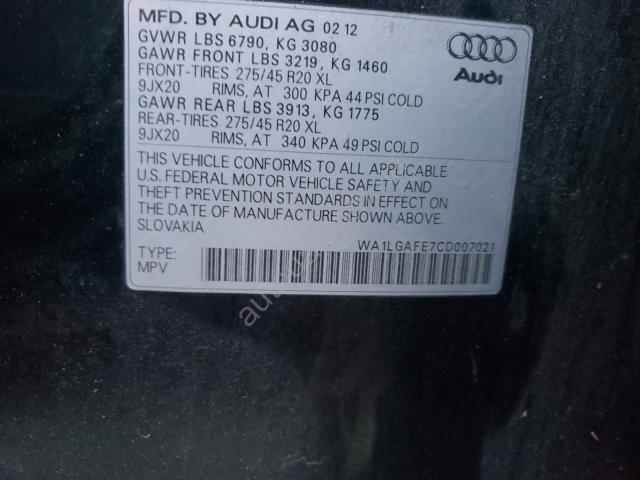 MFD. BY AUDI AG 02 12
GVWR LBS 6790, KG 3080
GAWR FRONT LBS 3219, KG 1460
FRONT-TIRES 275/45 R20 XL
9JX20 RIMS, AT 300 KPA 44 PSI COLD
GAWR REAR LBS 3913, KG 1775
REAR-TIRES 275/45 R20 XL
9JX20 RIMS, AT 340 KPA 49 PSI COLD
THIS VEHICLE CONFORMS TO ALL APPLICABLE
U.S. FEDERAL MOTOR VEHICLE SAFETY AND
THEFT PREVENTION STANDARDS IN EFFECT ON
THE DATE OF MANUFACTURE SHOWN ABOVE.
SLOVAKIA
WA1LGAFE7CD007021
TYPE:
MPV
Audi